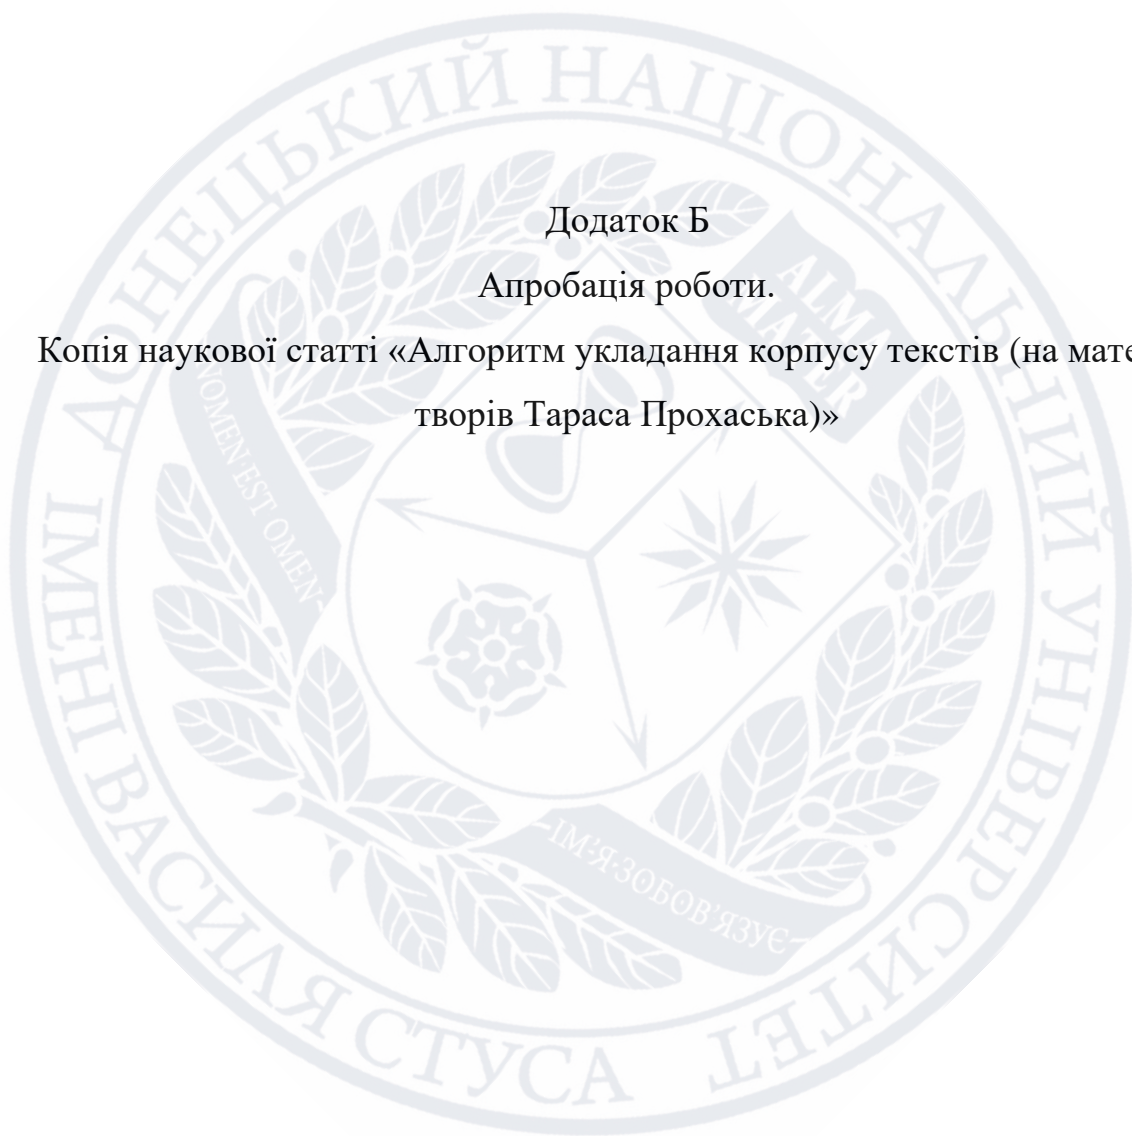 Додаток Б
Апробація роботи.
Копія наукової статті «Алгоритм укладання корпусу текстів (на мате
творів Тараса Прохаська)»
ДОНЕЦЬКИЙ НАЦІОНАЛЬНИЙ УНІВЕРСИТЕТ
ІМЕНІ ВАСИЛЯ СТУСА
ALMA
MATER
NOMEN·EST OMEN
ІМ'Я·ЗОБОВ'ЯЗУЄ